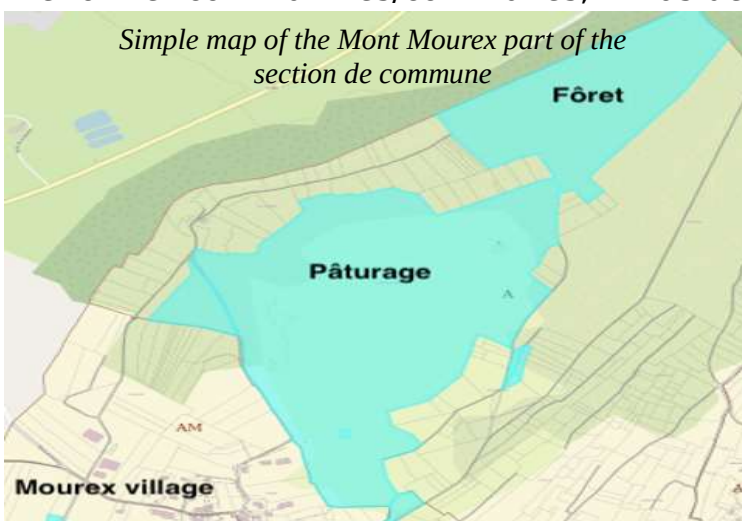 Simple map of the Mont Mourex part of the
section de commune
Fôret
Pâturage
A
AM
Mourex village